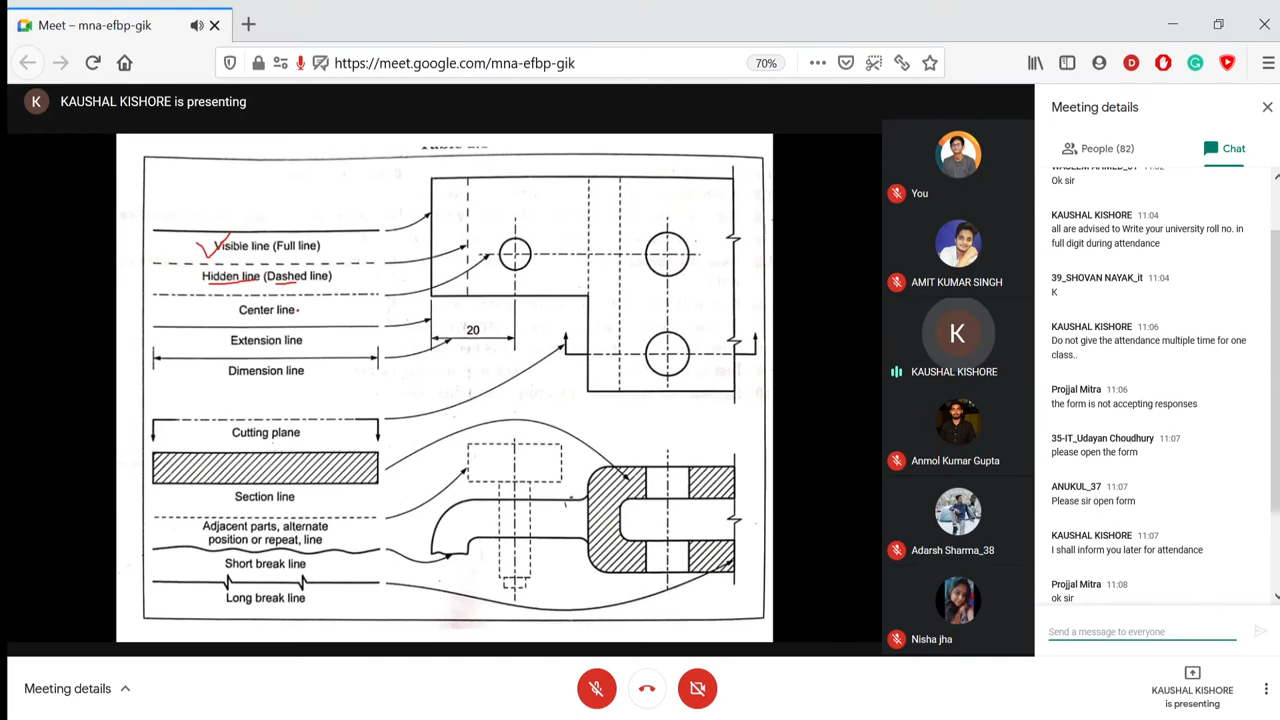 Meet – mna-efbp-gik
https://meet.google.com/mna-efbp-gik
70%
K
KAUSHAL KISHORE is presenting
Visible line (Full line)
Hidden line (Dashed line)
Center line
Extension line
Dimension line
Cutting plane
Section line
Adjacent parts, alternate
position or repeat, line
Short break line
Long break line
20
You
AMIT KUMAR SINGH
K
KAUSHAL KISHORE
Anmol Kumar Gupta
Adarsh Sharma_38
Nisha jha
Meeting details
People (82)
Chat
Ok sir
KAUSHAL KISHORE 11:04
all are advised to Write your university roll no. in
full digit during attendance
39_SHOVAN NAYAK_it 11:04
K
KAUSHAL KISHORE 11:06
Do not give the attendance multiple time for one
class..
Projjal Mitra 11:06
the form is not accepting responses
35-IT_Udayan Choudhury 11:07
please open the form
ANUKUL_37 11:07
Please sir open form
KAUSHAL KISHORE 11:07
I shall inform you later for attendance
Projjal Mitra 11:08
ok sir
Send a message to everyone
Meeting details
KAUSHAL KISHORE
is presenting